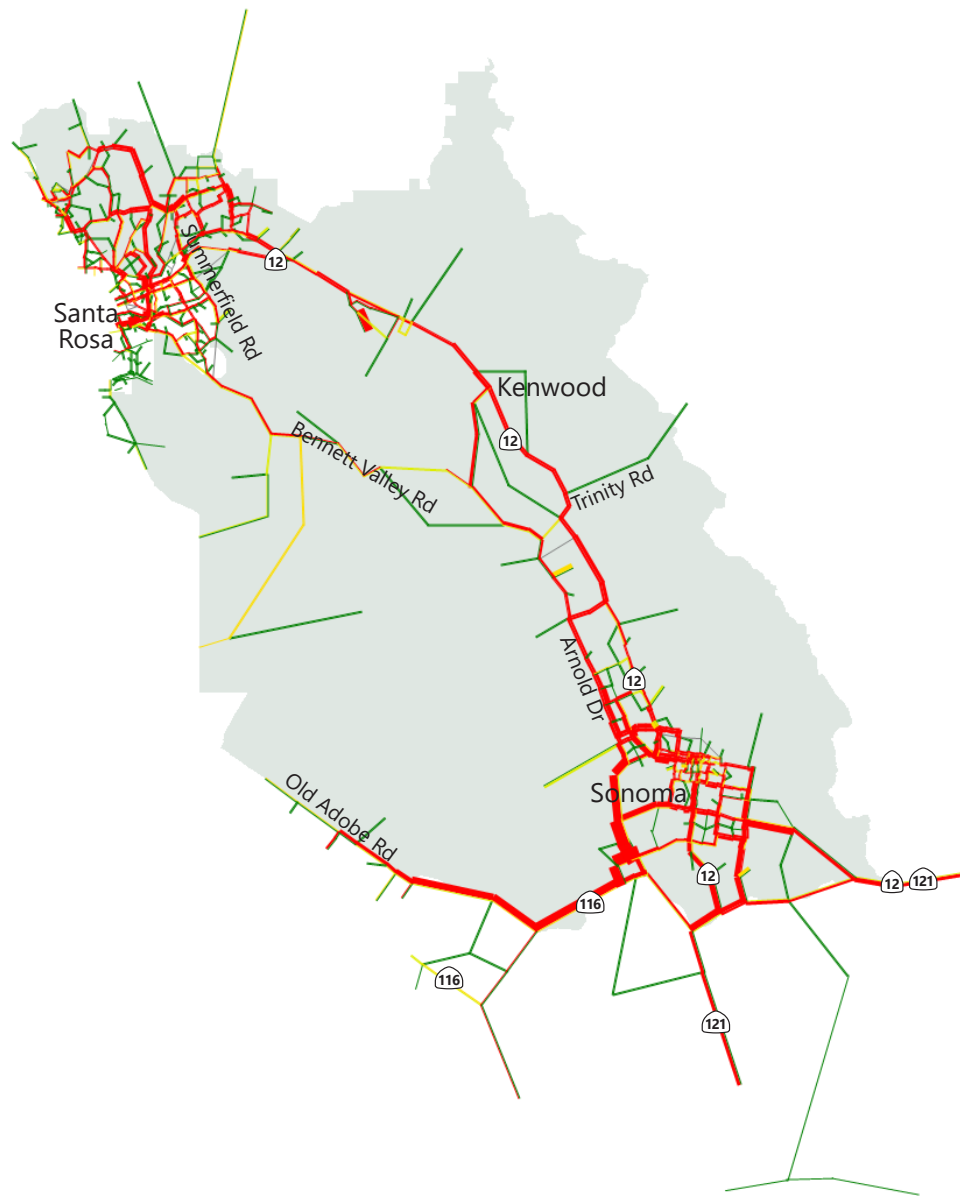 Summerfield Rd
12
Santa
Rosa
Kenwood
12
Bennett Valley Rd
Trinity Rd
Arnold Dr
12
Sonoma
Old Adobe Rd
12
12
121
116
116
121